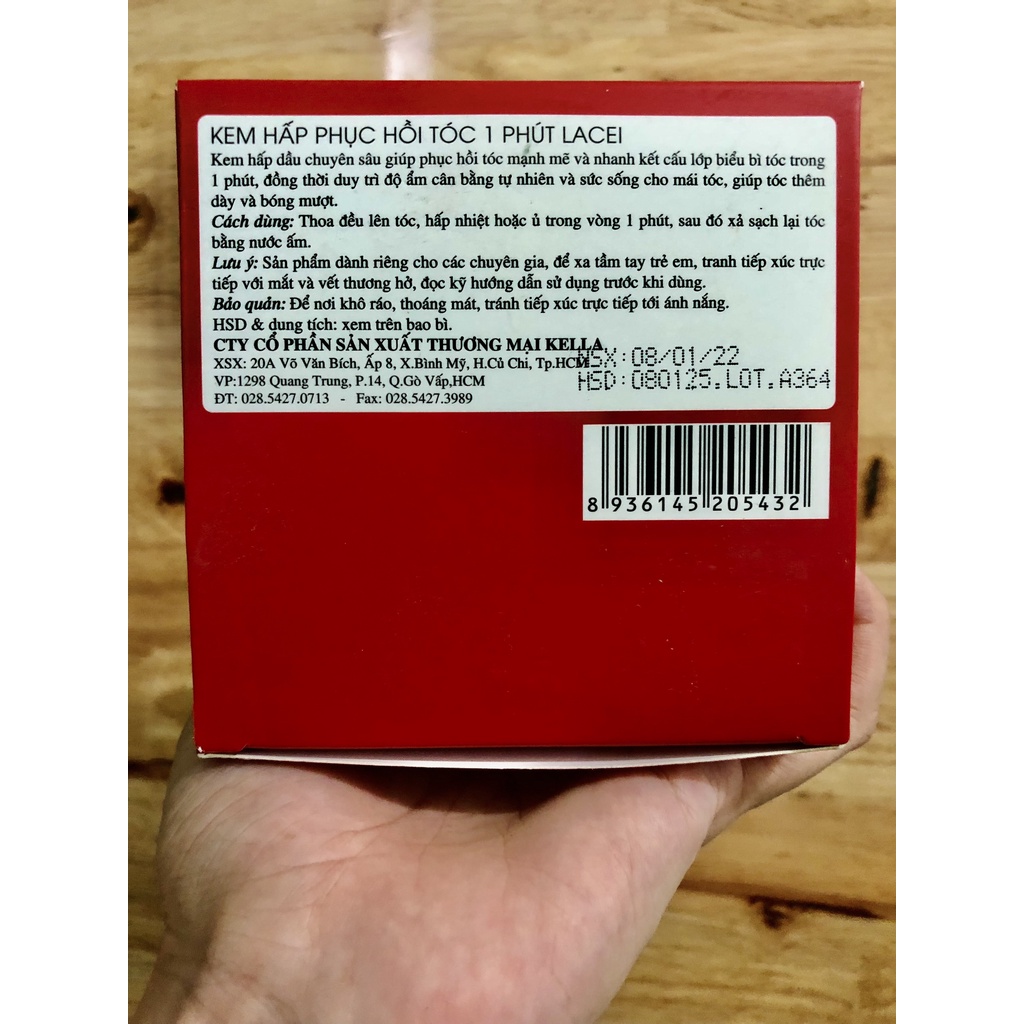 KEM HẤP PHỤC HỒI TÓC 1 PHÚT LACEI
Kem hấp dầu chuyên sâu giúp phục hồi tóc mạnh mẽ và nhanh kết cấu lớp biểu bì tóc trong
1 phút, đồng thời duy trì độ ẩm cân bằng tự nhiên và sức sống cho mái tóc, giúp tóc thêm
dày và bóng mượt.
Cách dùng: Thoa đều lên tóc, hấp nhiệt hoặc ủ trong vòng 1 phút, sau đó xả sạch lại tóc
bằng nước ấm.
Lưu ý: Sản phẩm dành riêng cho các chuyên gia, để xa tầm tay trẻ em, tranh tiếp xúc trực
tiếp với mắt và vết thương hở, đọc kỹ hướng dẫn sử dụng trước khi dùng.
Bảo quản: Để nơi khô ráo, thoáng mát, tránh tiếp xúc trực tiếp tới ánh nắng.
HSD & dung tích: xem trên bao bì.
CTY CỔ PHẦN SẢN XUẤT THƯƠNG MẠI KELLA
XSX: 20A Võ Văn Bích, Ấp 8, X.Bình Mỹ, H.Củ Chi, Tp.HCM
NSX:08/01/22
VP:1298 Quang Trung, P.14, Q.Gò Vấp,HCM
HSD:080125.LOT.A364
ĐT: 028.5427.0713 - Fax: 028.5427.3989
8 936145 205432